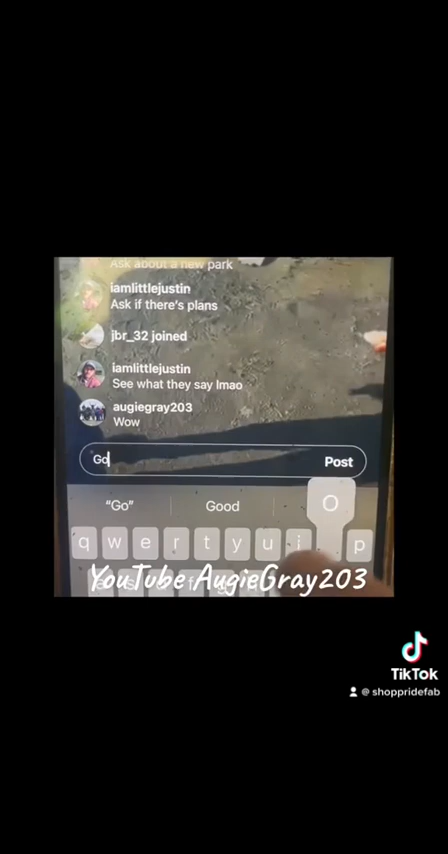 Ask about a new park
iamlittlejustin
Ask if there's plans
jbr_32 joined
iamlittlejustin
See what they say lmao
augiegray203
Wow
Go
Post
"Go"
Good
O
q w e r t y u i p
YouTube AugieGray203
TikTok
@ shoppridefab